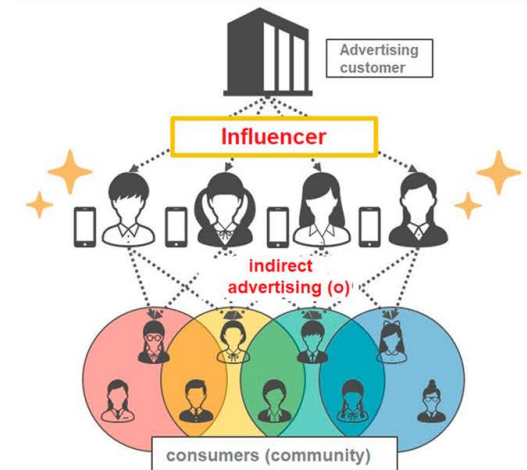 Advertising
customer
Influencer
indirect
advertising (o)
consumers (community)